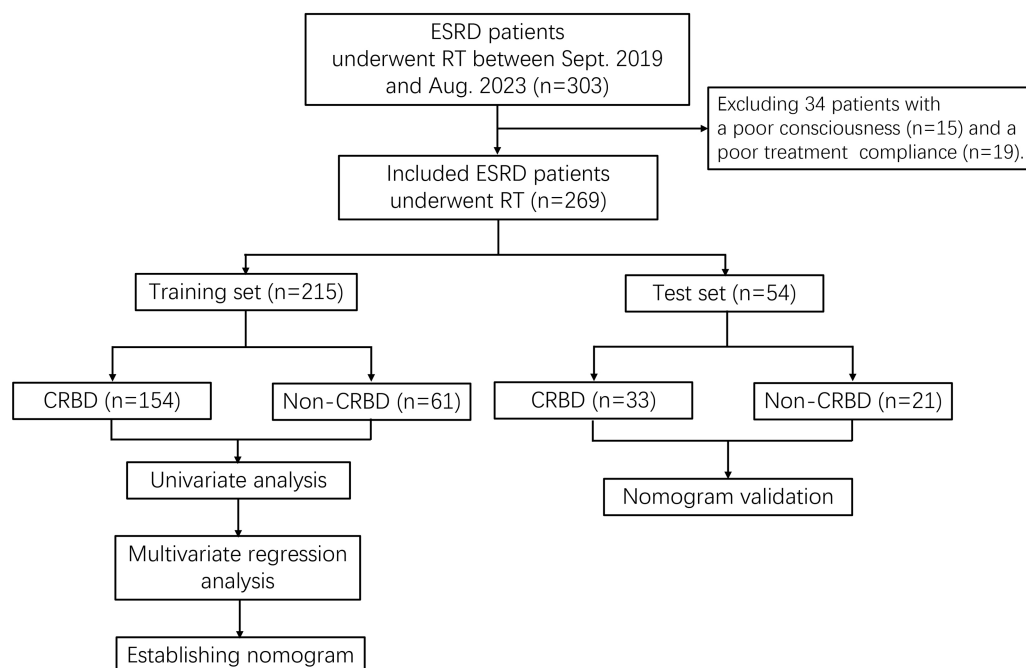 ESRD patients
underwent RT between Sept. 2019
and Aug. 2023 (n=303)
Excluding 34 patients with
a poor consciousness (n=15) and a
poor treatment compliance (n=19).
Included ESRD patients
underwent RT (n=269)
Training set (n=215)
Test set (n=54)
CRBD (n=154)
Non-CRBD (n=61)
CRBD (n=33)
Non-CRBD (n=21)
Univariate analysis
Nomogram validation
Multivariate regression
analysis
Establishing nomogram